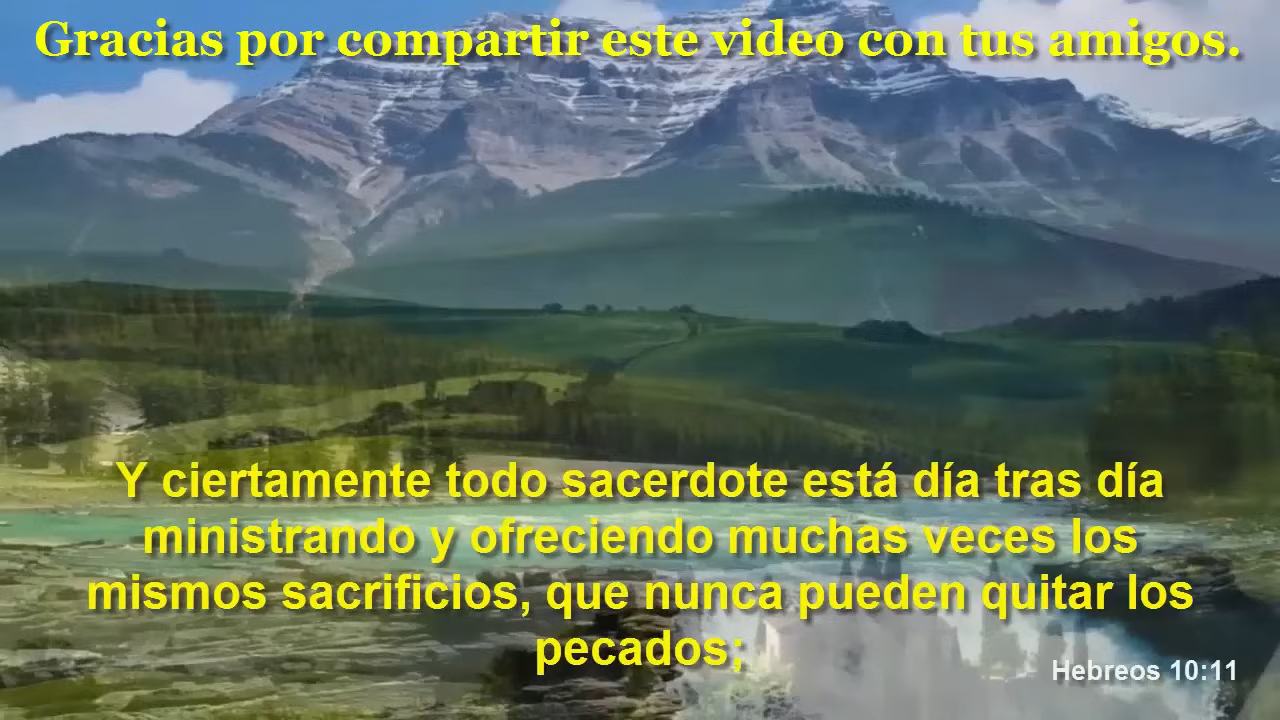 Gracias por compartir este video con tus amigos.
Y ciertamente todo sacerdote está día tras día
ministrando y ofreciendo muchas veces los
mismos sacrificios, que nunca pueden quitar los
pecados;
Hebreos 10:11